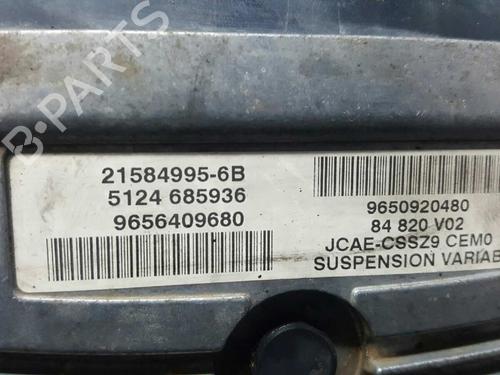 21584995-6B
5124 685936
9656409680
9650920480
84 820 V02
JCAE-CSSZ9 CEM0
SUSPENSION VARIAB
B-PARTS